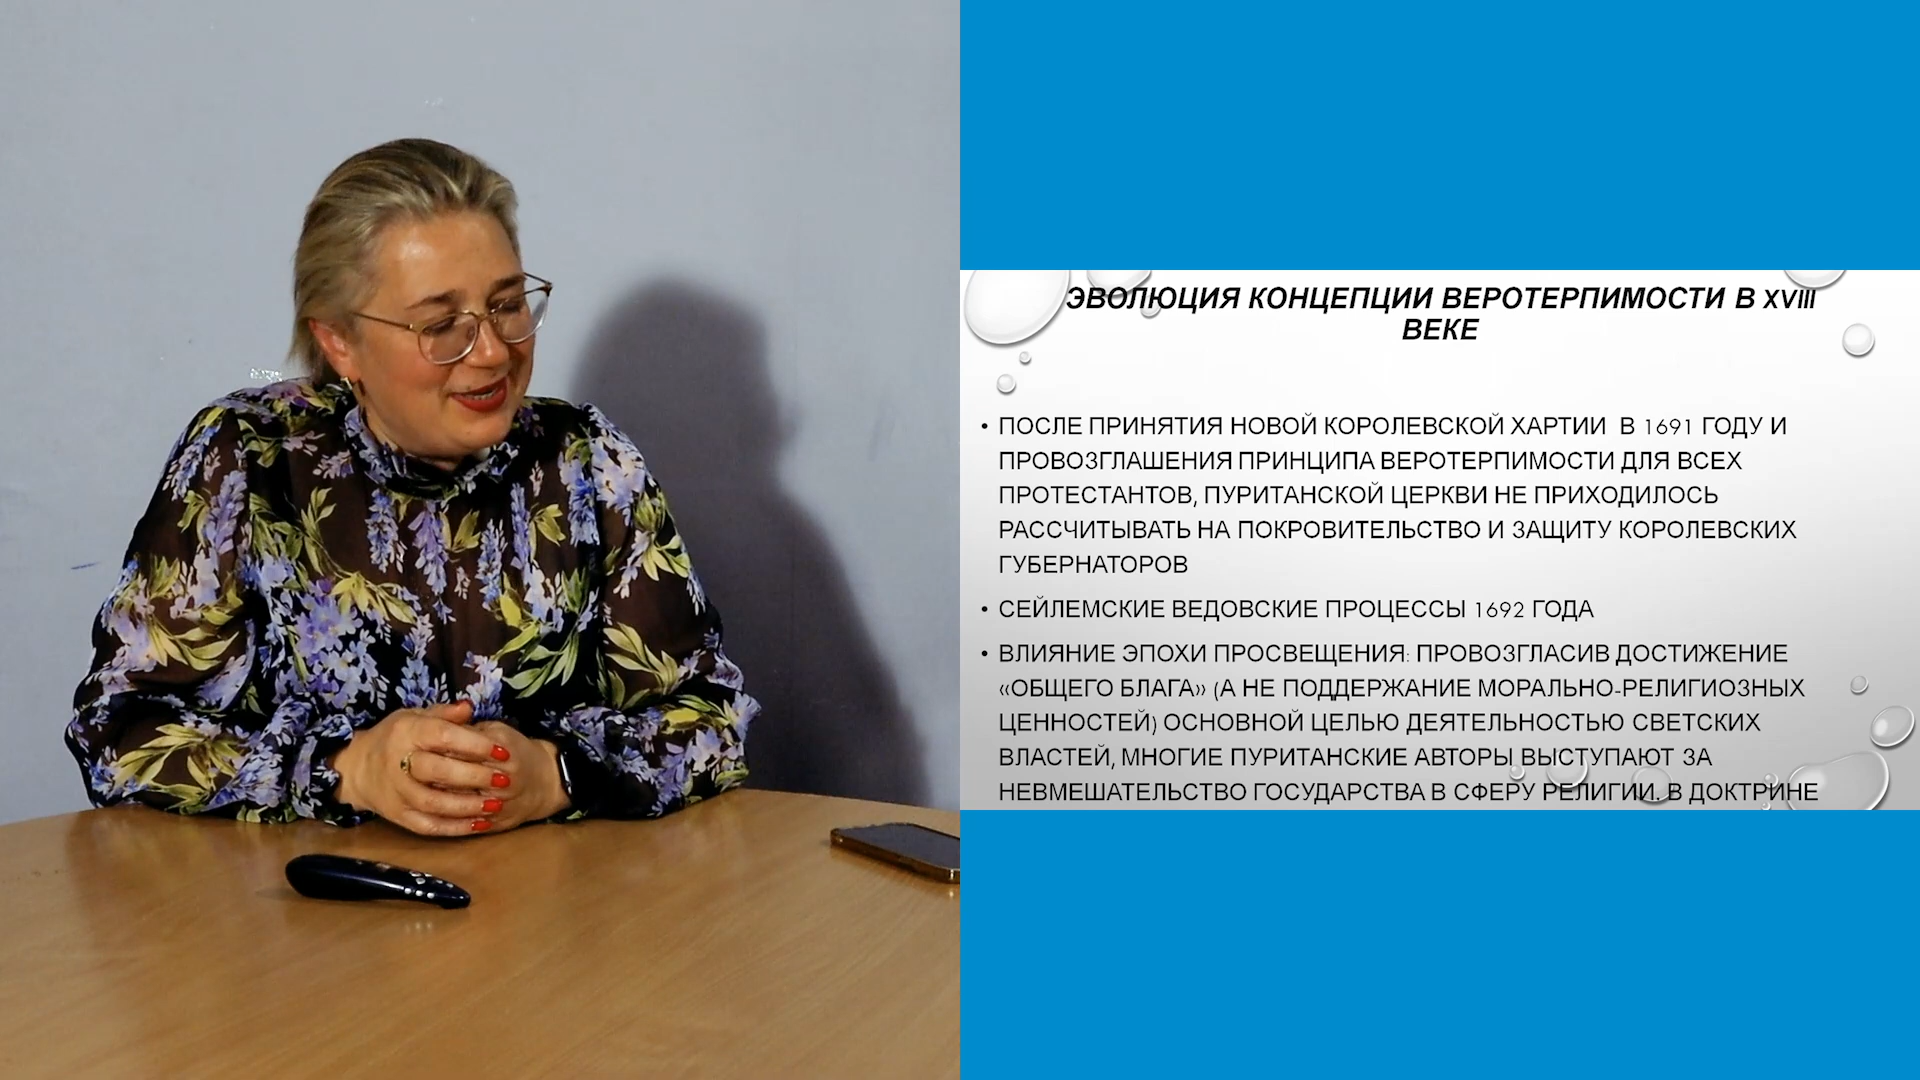 ЭВОЛЮЦИЯ КОНЦЕПЦИИ ВЕРОТЕРПИМОСТИ В XVIII
ВЕКЕ
• ПОСЛЕ ПРИНЯТИЯ НОВОЙ КОРОЛЕВСКОЙ ХАРТИИ В 1691 ГОДУ И
ПРОВОЗГЛАШЕНИЯ ПРИНЦИПА ВЕРОТЕРПИМОСТИ ДЛЯ ВСЕХ
ПРОТЕСТАНТОВ, ПУРИТАНСКОЙ ЦЕРКВИ НЕ ПРИХОДИЛОСЬ
РАССЧИТЫВАТЬ НА ПОКРОВИТЕЛЬСТВО И ЗАЩИТУ КОРОЛЕВСКИХ
ГУБЕРНАТОРОВ
• СЕЙЛЕМСКИЕ ВЕДОВСКИЕ ПРОЦЕССЫ 1692 ГОДА
• ВЛИЯНИЕ ЭПОХИ ПРОСВЕЩЕНИЯ: ПРОВОЗГЛАСИВ ДОСТИЖЕНИЕ
«ОБЩЕГО БЛАГА» (А НЕ ПОДДЕРЖАНИЕ МОРАЛЬНО-РЕЛИГИОЗНЫХ
ЦЕННОСТЕЙ) ОСНОВНОЙ ЦЕЛЬЮ ДЕЯТЕЛЬНОСТЬЮ СВЕТСКИХ
ВЛАСТЕЙ, МНОГИЕ ПУРИТАНСКИЕ АВТОРЫ ВЫСТУПАЮТ ЗА
НЕВМЕШАТЕЛЬСТВО ГОСУДАРСТВА В СФЕРУ РЕЛИГИИ. В ДОКТРИНЕ